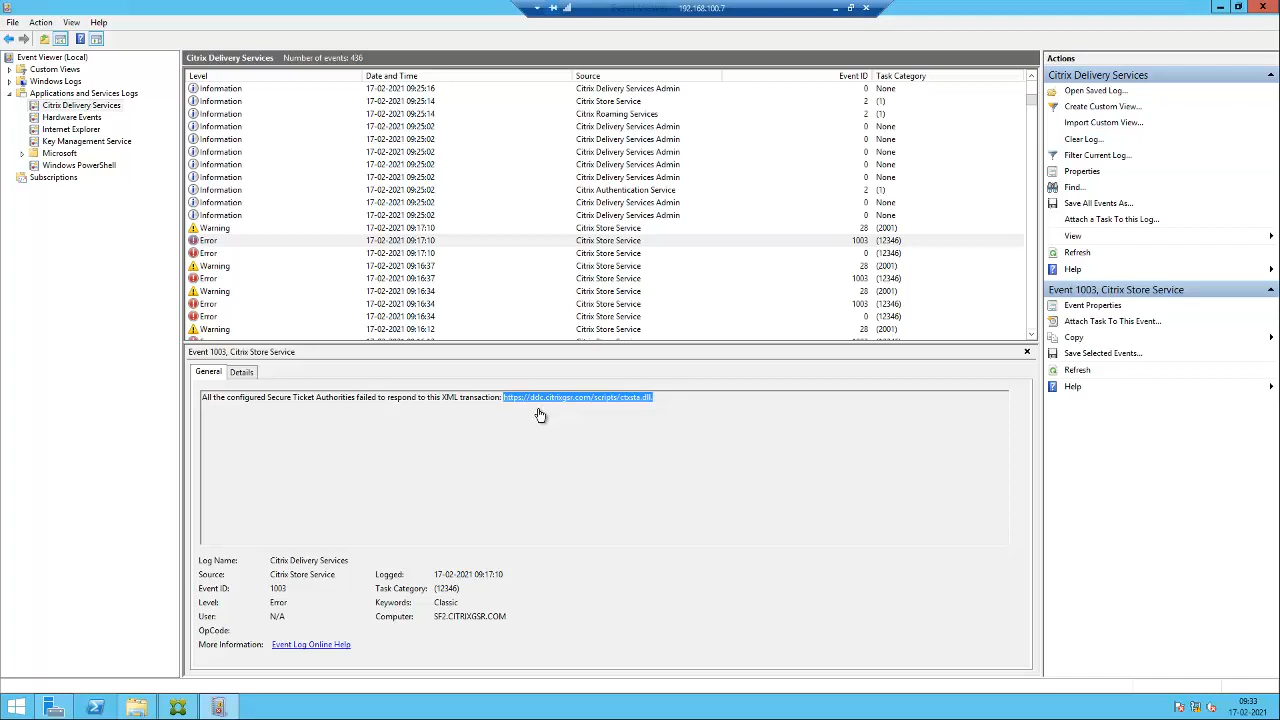 192.168.100.7
File Action View Help
Event Viewer (Local)
Custom Views
Windows Logs
Applications and Services Logs
Citrix Delivery Services
Hardware Events
Internet Explorer
Key Management Service
Microsoft
Windows PowerShell
Subscriptions
Citrix Delivery Services Number of events: 436
Level Date and Time Source Event ID Task Category
Information 17-02-2021 09:25:16 Citrix Delivery Services Admin 0 None
Information 17-02-2021 09:25:14 Citrix Store Service 2 (1)
Information 17-02-2021 09:25:14 Citrix Roaming Services 2 (1)
Information 17-02-2021 09:25:02 Citrix Delivery Services Admin 0 None
Information 17-02-2021 09:25:02 Citrix Delivery Services Admin 0 None
Information 17-02-2021 09:25:02 Citrix Delivery Services Admin 0 None
Information 17-02-2021 09:25:02 Citrix Delivery Services Admin 0 None
Information 17-02-2021 09:25:02 Citrix Delivery Services Admin 0 None
Information 17-02-2021 09:25:02 Citrix Authentication Service 2 (1)
Information 17-02-2021 09:25:02 Citrix Delivery Services Admin 0 None
Information 17-02-2021 09:25:02 Citrix Delivery Services Admin 0 None
Warning 17-02-2021 09:17:10 Citrix Store Service 28 (2001)
Error 17-02-2021 09:17:10 Citrix Store Service 1003 (12346)
Error 17-02-2021 09:17:10 Citrix Store Service 0 (12346)
Warning 17-02-2021 09:16:37 Citrix Store Service 28 (2001)
Error 17-02-2021 09:16:37 Citrix Store Service 1003 (12346)
Warning 17-02-2021 09:16:34 Citrix Store Service 28 (2001)
Error 17-02-2021 09:16:34 Citrix Store Service 1003 (12346)
Error 17-02-2021 09:16:34 Citrix Store Service 0 (12346)
Warning 17-02-2021 09:16:12 Citrix Store Service 28 (2001)
Event 1003, Citrix Store Service
General Details
All the configured Secure Ticket Authorities failed to respond to this XML transaction: https://ddc.citrixgsr.com/scripts/ctxsta.dll.
Log Name: Citrix Delivery Services
Source: Citrix Store Service Logged: 17-02-2021 09:17:10
Event ID: 1003 Task Category: (12346)
Level: Error Keywords: Classic
User: N/A Computer: SF2.CITRIXGSR.COM
OpCode:
More Information: Event Log Online Help
Actions
Citrix Delivery Services
Open Saved Log...
Create Custom View...
Import Custom View...
Clear Log...
Filter Current Log...
Properties
Find...
Save All Events As...
Attach a Task To this Log...
View
Refresh
Help
Event 1003, Citrix Store Service
Event Properties
Attach Task To This Event...
Copy
Save Selected Events...
Refresh
Help
09:33
17-02-2021